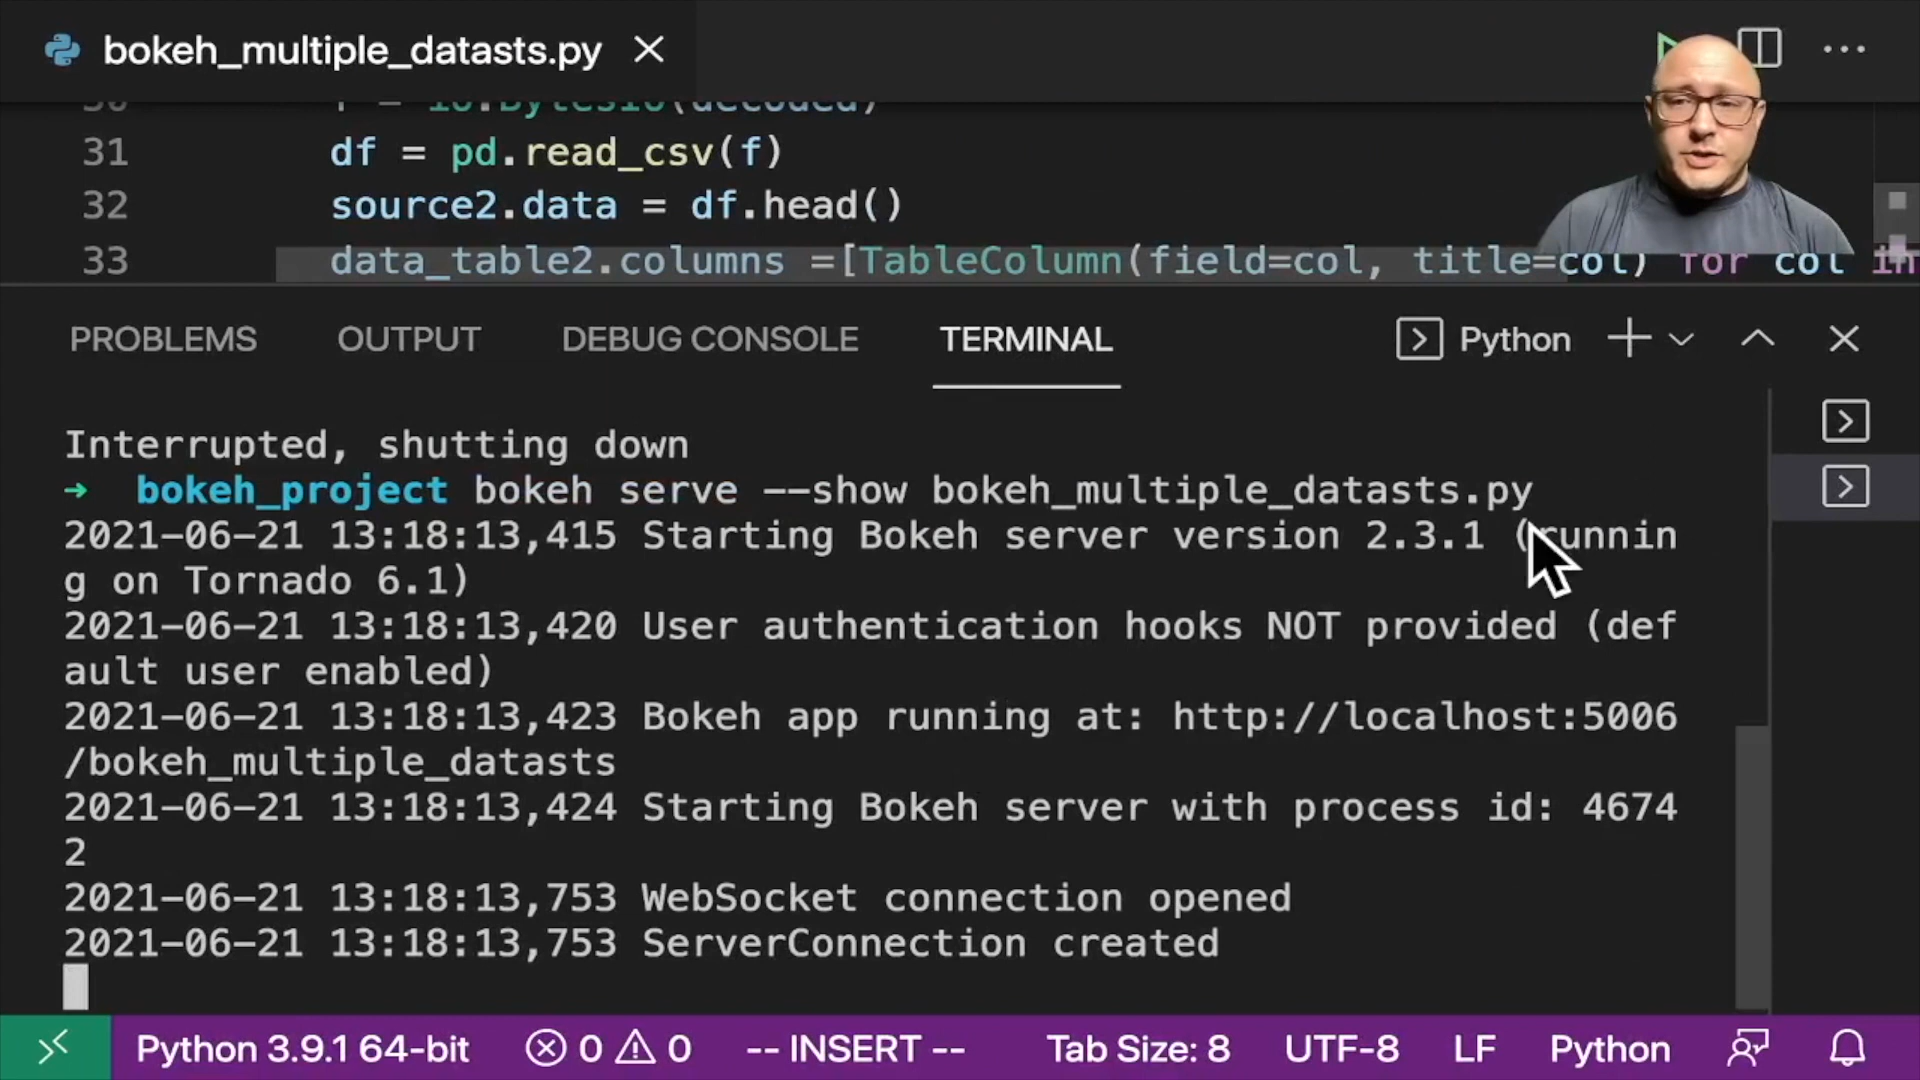 bokeh_multiple_datasts.py
30 f = io.BytesIO(decoded)
31 df = pd.read_csv(f)
32 source2.data = df.head()
33 data_table2.columns =[TableColumn(field=col, title=col) for col in
PROBLEMS OUTPUT DEBUG CONSOLE TERMINAL Python
Interrupted, shutting down
→ bokeh_project bokeh serve --show bokeh_multiple_datasts.py
2021-06-21 13:18:13,415 Starting Bokeh server version 2.3.1 (runnin
g on Tornado 6.1)
2021-06-21 13:18:13,420 User authentication hooks NOT provided (def
ault user enabled)
2021-06-21 13:18:13,423 Bokeh app running at: http://localhost:5006
/bokeh_multiple_datasts
2021-06-21 13:18:13,424 Starting Bokeh server with process id: 4674
2
2021-06-21 13:18:13,753 WebSocket connection opened
2021-06-21 13:18:13,753 ServerConnection created
Python 3.9.1 64-bit 0 0 -- INSERT -- Tab Size: 8 UTF-8 LF Python